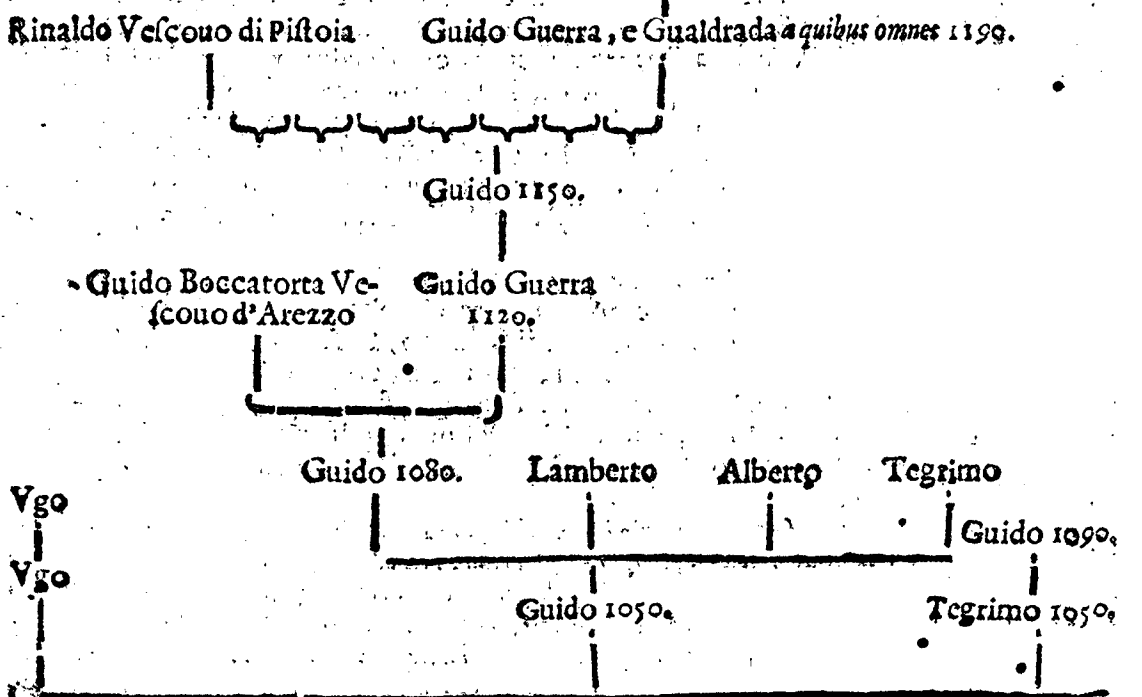 Rinaldo Veſcouo di Piſtoia Guido Guerra, e Gualdrada a quibus omnes 1190.
Guido 1150.
Guido Boccatorta Ve- Guido Guerra
ſcouo d'Arezzo 1120.
Guido 1080. Lamberto Alberto Tegrimo
Vgo
Guido 1090.
Vgo
Guido 1050. Tegrimo 1050.